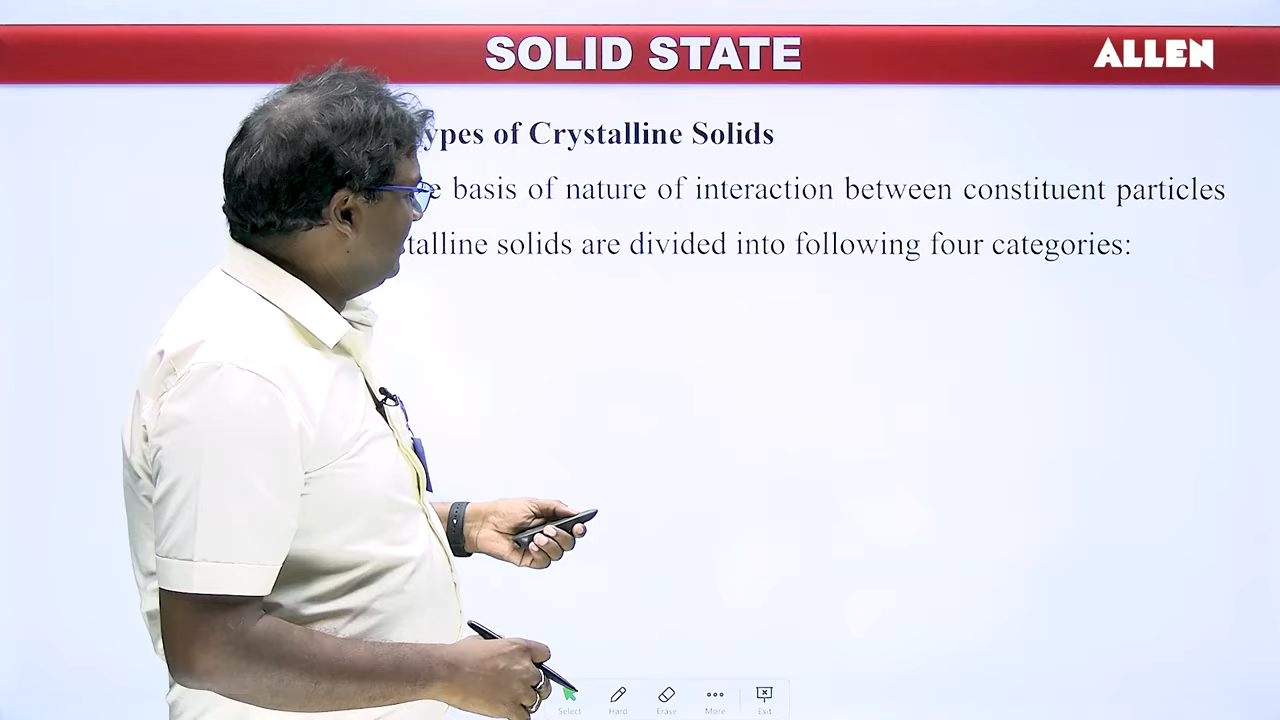 SOLID STATE
ALLEN
ypes of Crystalline Solids
e basis of nature of interaction between constituent particles
talline solids are divided into following four categories:
Select Hard Erase More Exit